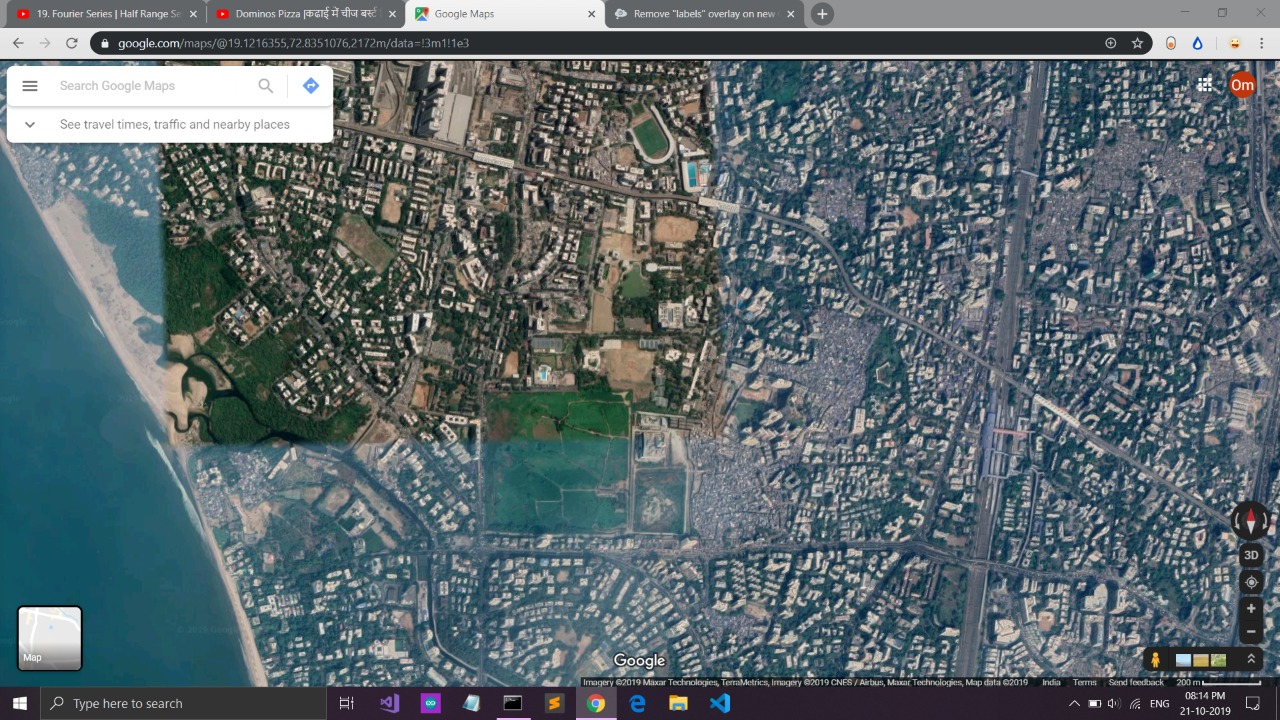 19. Fourier Series | Half Range Se
Dominos Pizza |कढाई में चीज बर्स्ट
Google Maps
Remove "labels" overlay on new
google.com/maps/@19.1216355,72.8351076,2172m/data=!3m1!1e3
Search Google Maps
Om
See travel times, traffic and nearby places
3D
Map
Google
Imagery ©2019 Maxar Technologies, TerraMetrics, Imagery ©2019 CNES / Airbus, Maxar Technologies, Map data ©2019 India Terms Send feedback 200 m
Type here to search
ENG
08:14 PM
21-10-2019